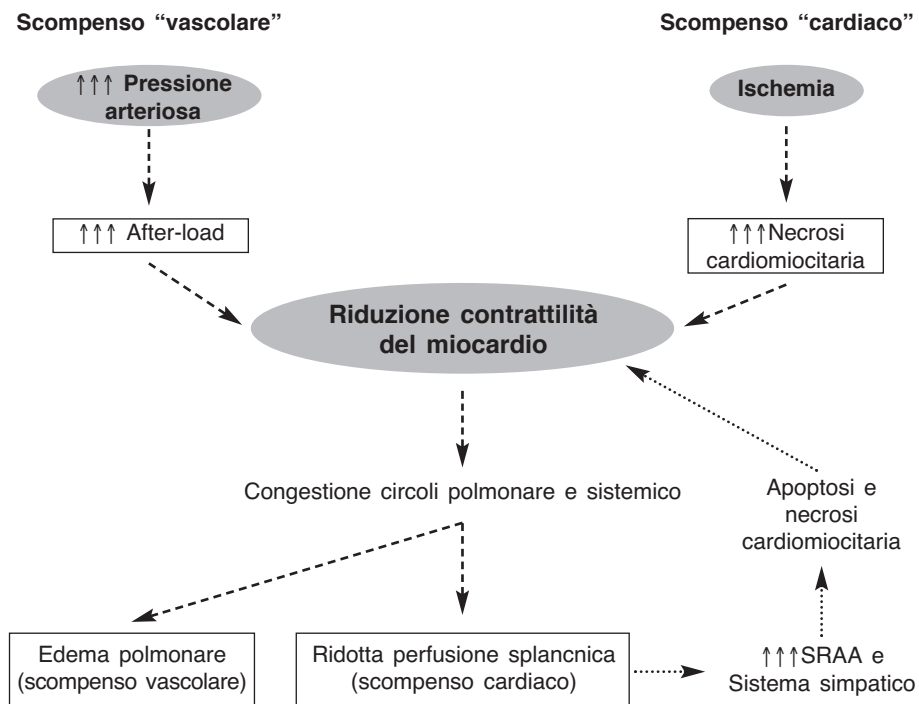 Scompenso “vascolare”
Scompenso “cardiaco”
↑↑↑ Pressione
arteriosa
Ischemia
↑↑↑ After-load
↑↑↑Necrosi
cardiomiocitaria
Riduzione contrattilità
del miocardio
Congestione circoli polmonare e sistemico
Apoptosi e
necrosi
cardiomiocitaria
Edema polmonare
(scompenso vascolare)
Ridotta perfusione splancnica
(scompenso cardiaco)
↑↑↑SRAA e
Sistema simpatico